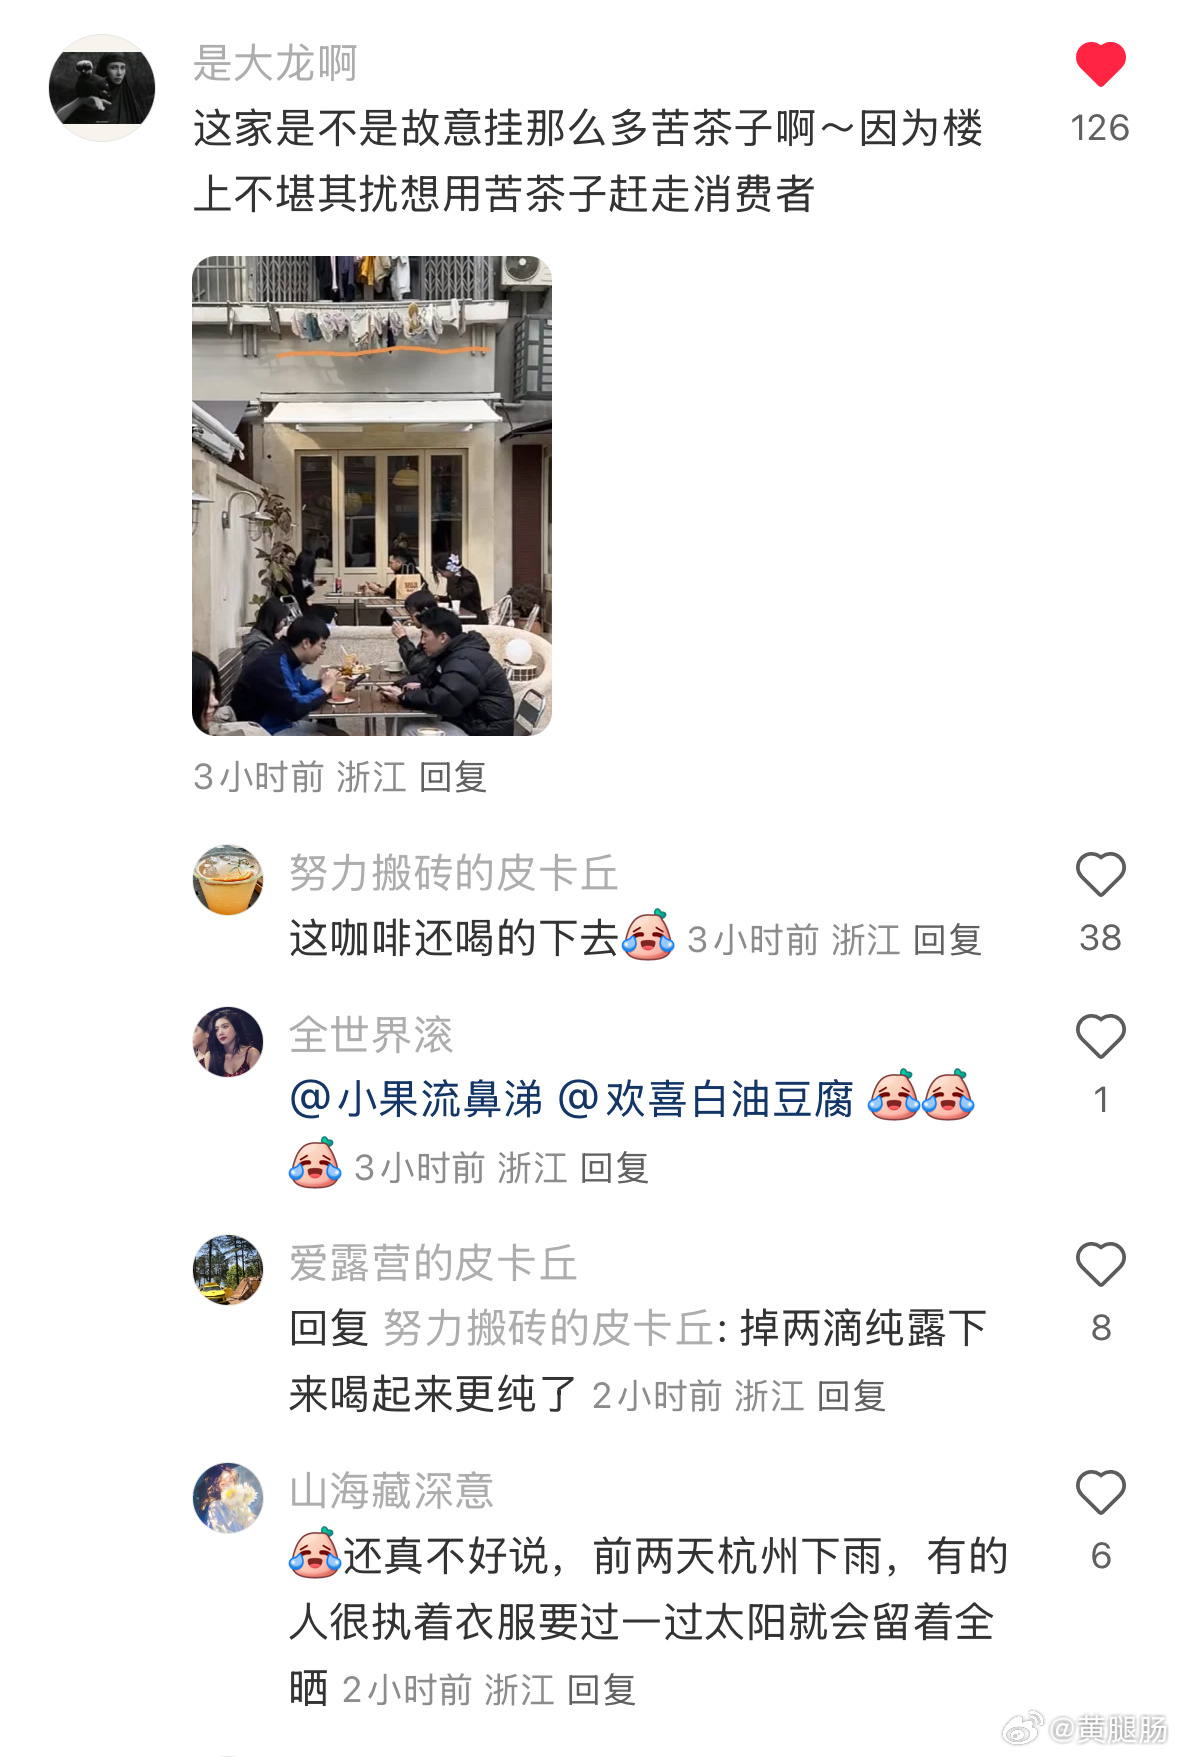 是大龙啊
这家是不是故意挂那么多苦茶子啊～因为楼
126
上不堪其扰想用苦茶子赶走消费者
3小时前 浙江 回复
努力搬砖的皮卡丘
这咖啡还喝的下去 3小时前 浙江 回复
38
全世界滚
@小果流鼻涕 @欢喜白油豆腐
1
3小时前 浙江 回复
爱露营的皮卡丘
回复 努力搬砖的皮卡丘: 掉两滴纯露下
8
来喝起来更纯了 2小时前 浙江 回复
山海藏深意
还真不好说，前两天杭州下雨，有的
6
人很执着衣服要过一过太阳就会留着全
晒 2小时前 浙江 回复
@黄腿肠